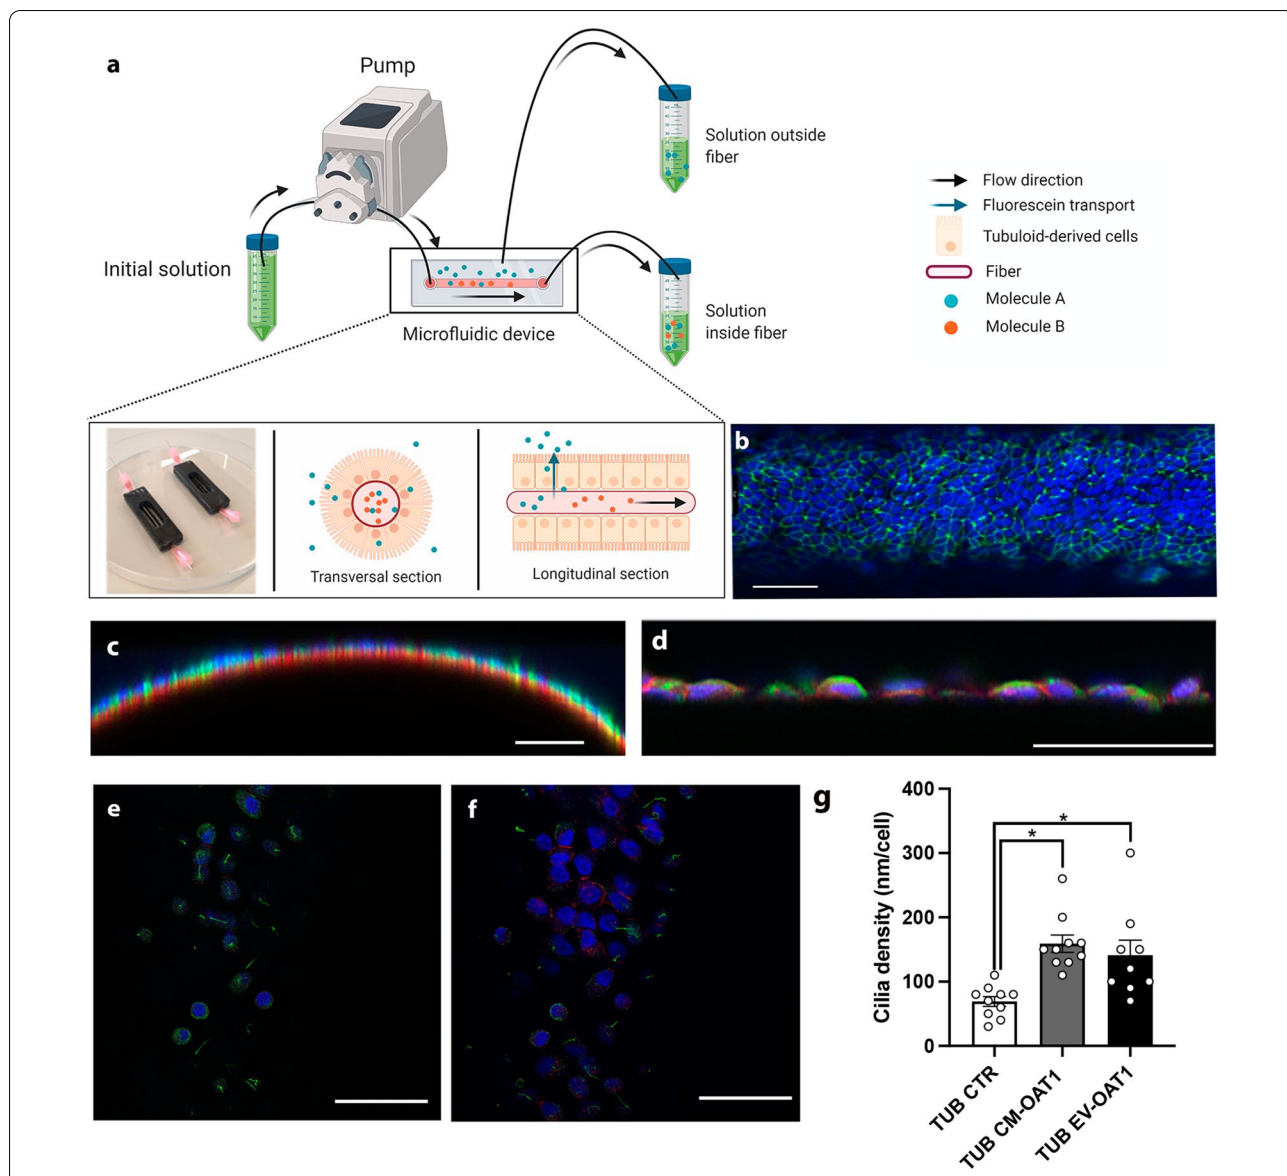 a
Pump
Initial solution
Microfluidic device
Solution outside
fiber
Solution
inside fiber
Flow direction
Fluorescein transport
Tubuloid-derived cells
Fiber
Molecule A
Molecule B
Transversal section
Longitudinal section
b
c
d
e
f
g
Cilia density (nm/cell)
400
300
200
100
0
*
*
TUB CTR
TUB CM-OAT1
TUB EV-OAT1